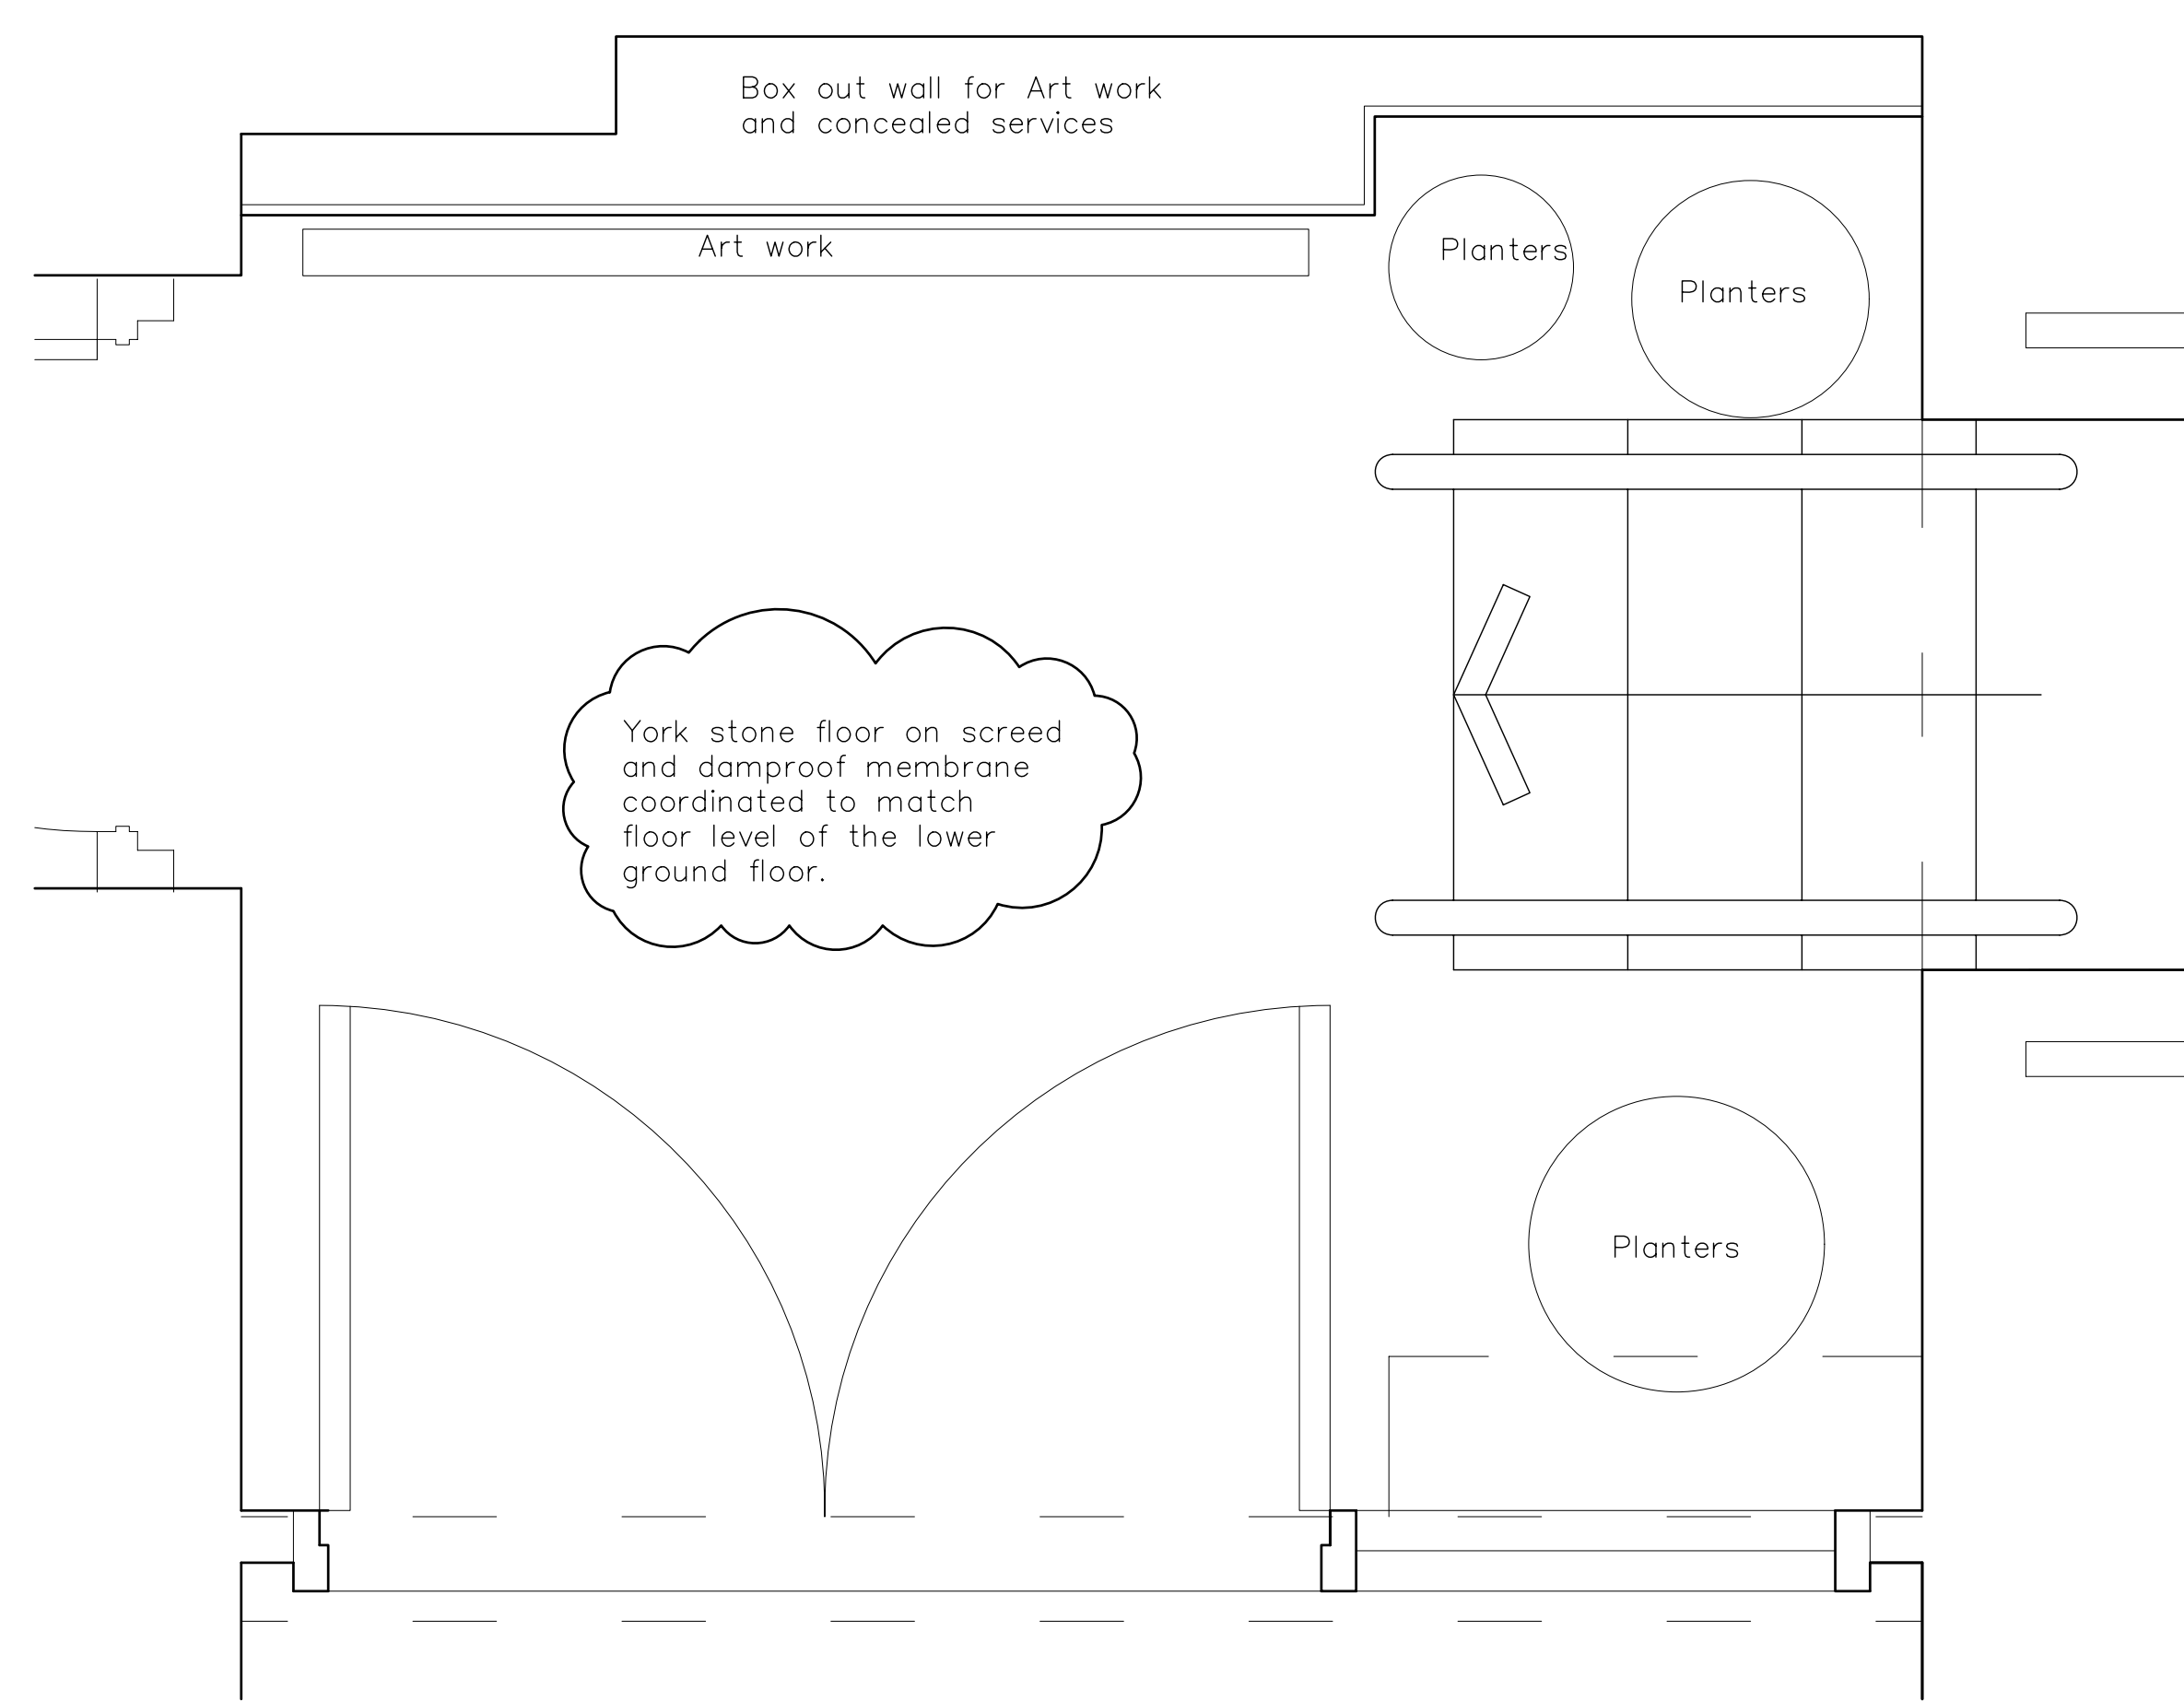 Box out wall for Art work
and concealed services
Art work
Planters
Planters
York stone floor on screed
and damproof membrane
coordinated to match
floor level of the lower
ground floor.
Planters